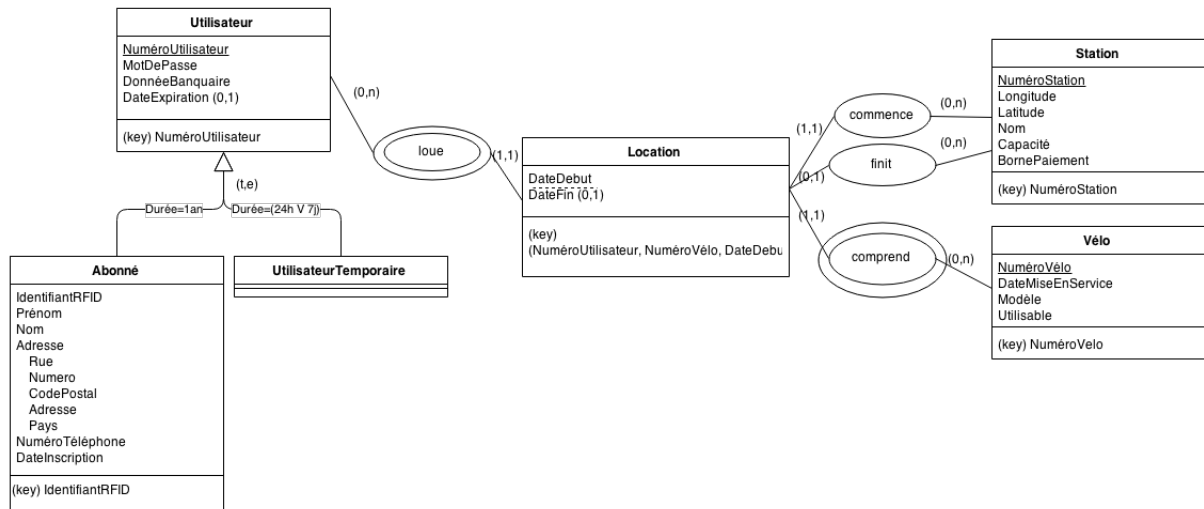 Utilisateur
NuméroUtilisateur
MotDePasse
DonnéeBanquaire
DateExpiration (0,1)
(key) NuméroUtilisateur
(t,e)
Durée=1an
Durée=(24h V 7j)
Abonné
IdentifiantRFID
Prénom
Nom
Adresse
Rue
Numero
CodePostal
Adresse
Pays
NuméroTéléphone
DateInscription
(key) IdentifiantRFID
UtilisateurTemporaire
(0,n)
loue
(1,1)
Location
DateDebut
DateFin (0,1)
(key)
(NuméroUtilisateur, NuméroVélo, DateDebu
(1,1)
commence
(0,n)
(0,1)
finit
(0,n)
(1,1)
comprend
(0,n)
Station
NuméroStation
Longitude
Latitude
Nom
Capacité
BornePaiement
(key) NuméroStation
Vélo
NuméroVélo
DateMiseEnService
Modèle
Utilisable
(key) NuméroVelo